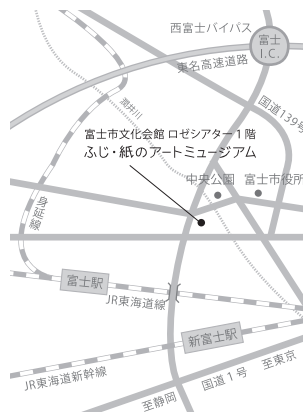 西富士バイパス
富士
I.C.
東名高速道路
国道139号
潤井川
富士市文化会館 ロゼシアター1階
ふじ・紙のアートミュージアム
中央公園
富士市役所
身延線
富士駅
JR東海道線
新富士駅
JR東海道新幹線
至静岡
国道1号
至東京